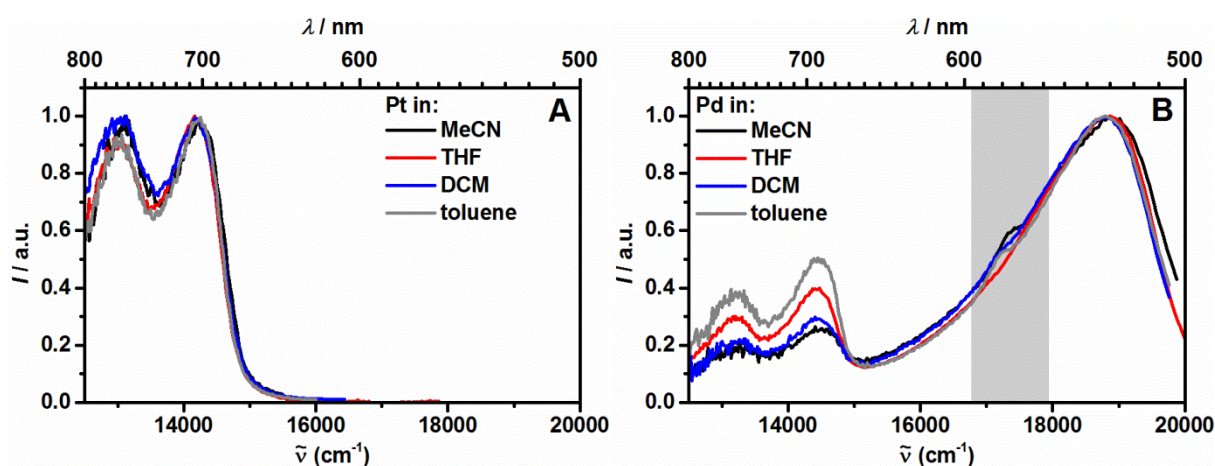 λ / nm
800 700 600 500
1.0
0.8
0.6
0.4
0.2
0.0
I / a.u.
Pt in:
MeCN
THF
DCM
toluene
A
14000 16000 18000 20000
ṽ (cm⁻¹)
λ / nm
800 700 600 500
1.0
0.8
0.6
0.4
0.2
0.0
I / a.u.
Pd in:
MeCN
THF
DCM
toluene
B
14000 16000 18000 20000
ṽ (cm⁻¹)